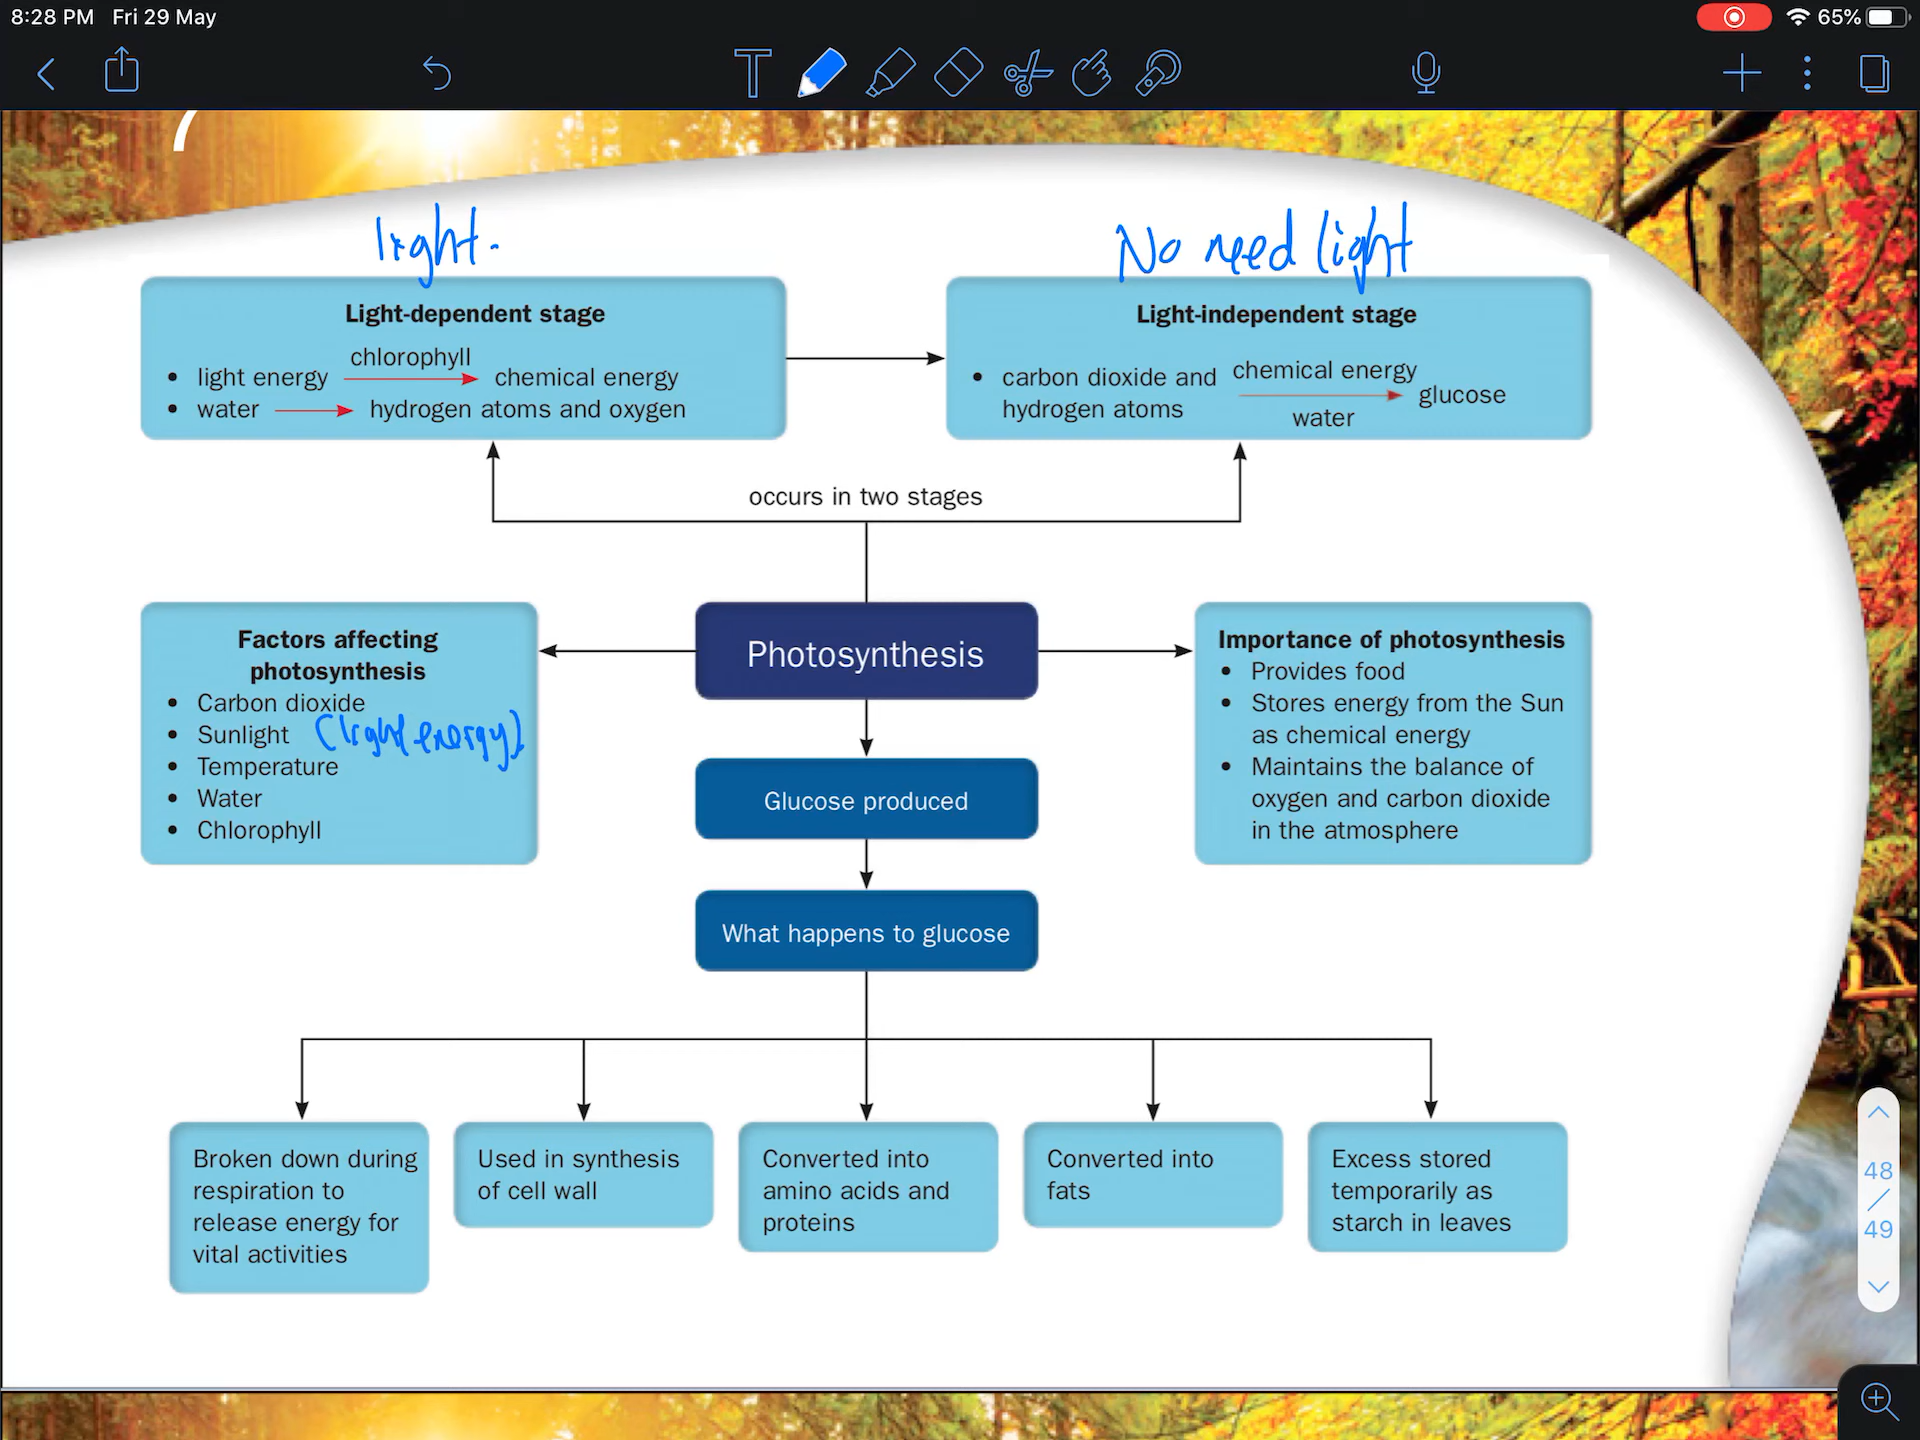 8:28 PM Fri 29 May
65%
T
7
light.
No need light
Light-dependent stage
chlorophyll
• light energy → chemical energy
• water → hydrogen atoms and oxygen
Light-independent stage
• carbon dioxide and
hydrogen atoms
chemical energy
→ glucose
water
occurs in two stages
Factors affecting
photosynthesis
• Carbon dioxide
• Sunlight (light energy)
• Temperature
• Water
• Chlorophyll
Photosynthesis
Importance of photosynthesis
• Provides food
• Stores energy from the Sun
as chemical energy
• Maintains the balance of
oxygen and carbon dioxide
in the atmosphere
Glucose produced
What happens to glucose
Broken down during
respiration to
release energy for
vital activities
Used in synthesis
of cell wall
Converted into
amino acids and
proteins
Converted into
fats
Excess stored
temporarily as
starch in leaves
48
/
49